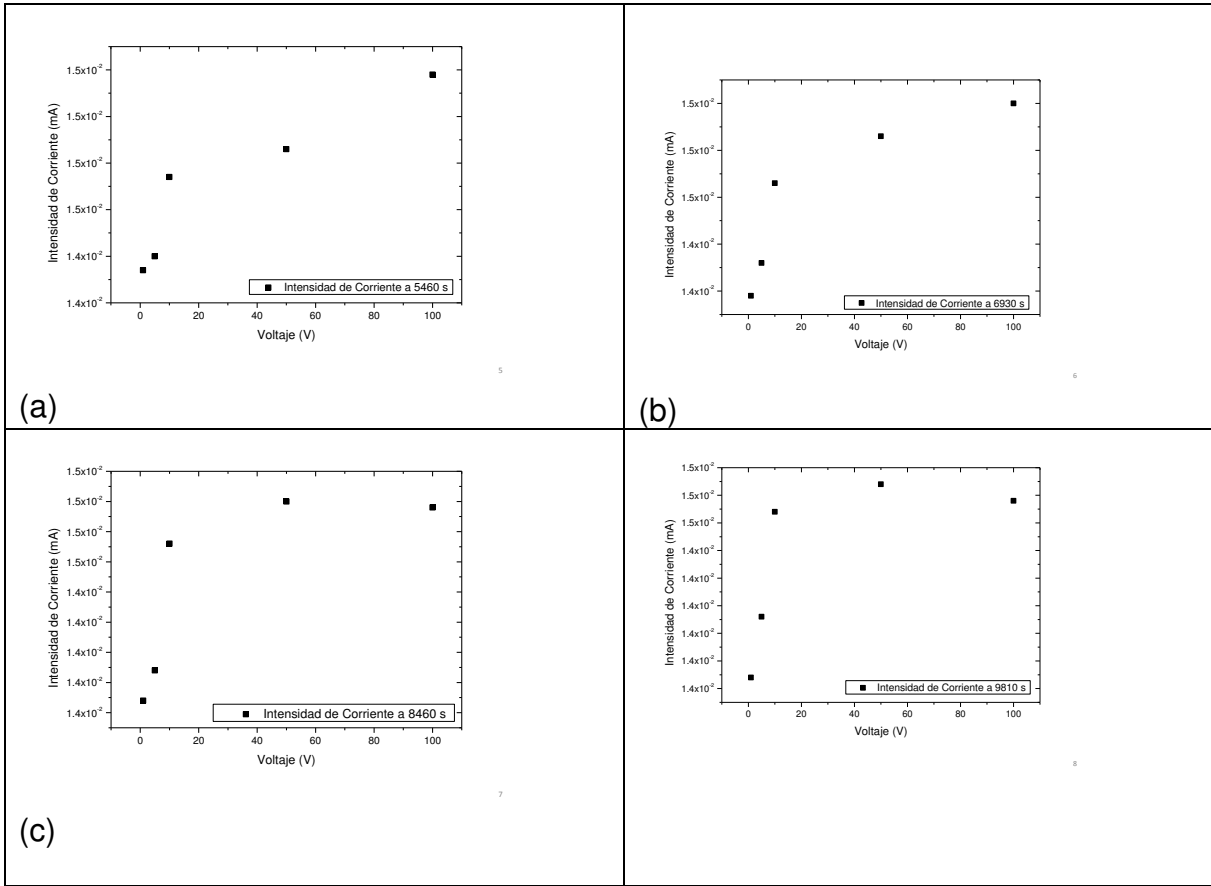 1.5x10⁻²
1.5x10⁻²
1.5x10⁻²
1.5x10⁻²
1.4x10⁻²
1.4x10⁻²
Intensidad de Corriente (mA)
Intensidad de Corriente a 5460 s
0 20 40 60 80 100
Voltaje (V)
5
(a)
1.5x10⁻²
1.5x10⁻²
1.5x10⁻²
1.4x10⁻²
1.4x10⁻²
Intensidad de Corriente (mA)
Intensidad de Corriente a 6930 s
0 20 40 60 80 100
Voltaje (V)
6
(b)
1.5x10⁻²
1.5x10⁻²
1.5x10⁻²
1.5x10⁻²
1.4x10⁻²
1.4x10⁻²
1.4x10⁻²
1.4x10⁻²
1.4x10⁻²
Intensidad de Corriente (mA)
Intensidad de Corriente a 8460 s
0 20 40 60 80 100
Voltaje (V)
7
(c)
1.5x10⁻²
1.5x10⁻²
1.5x10⁻²
1.4x10⁻²
1.4x10⁻²
1.4x10⁻²
1.4x10⁻²
1.4x10⁻²
1.4x10⁻²
Intensidad de Corriente (mA)
Intensidad de Corriente a 9810 s
0 20 40 60 80 100
Voltaje (V)
8